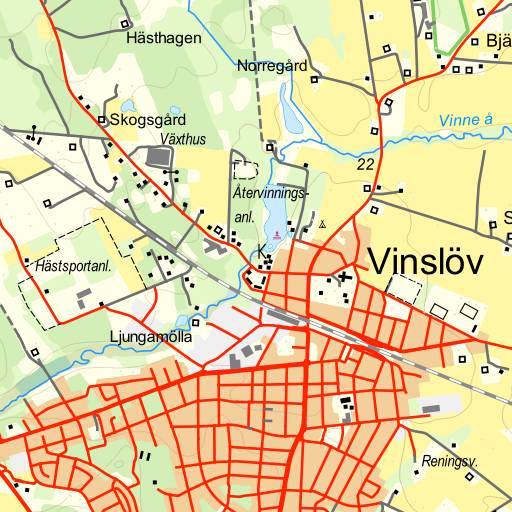 Hästhagen
Bjä
Norregård
Skogsgård
Vinne å
Växthus
22
Återvinnings-
anl.
S
K
Vinslöv
Hästsportanl.
Ljungamölla
Reningsv.